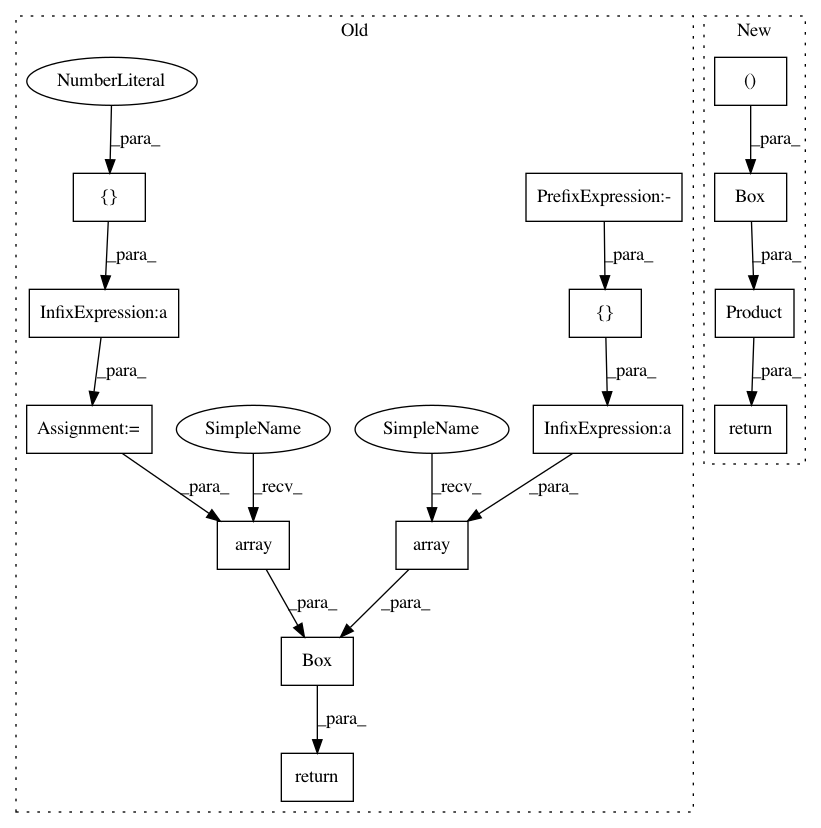 Old
New
NumberLiteral
()
_para_
_para_
{}
PrefixExpression:-
Box
_para_
_para_
_para_
InfixExpression:a
{}
Product
_para_
_para_
_para_
Assignment:=
SimpleName
SimpleName
InfixExpression:a
return
_para_
_recv_
_recv_
_para_
array
array
_para_
_para_
Box
_para_
return